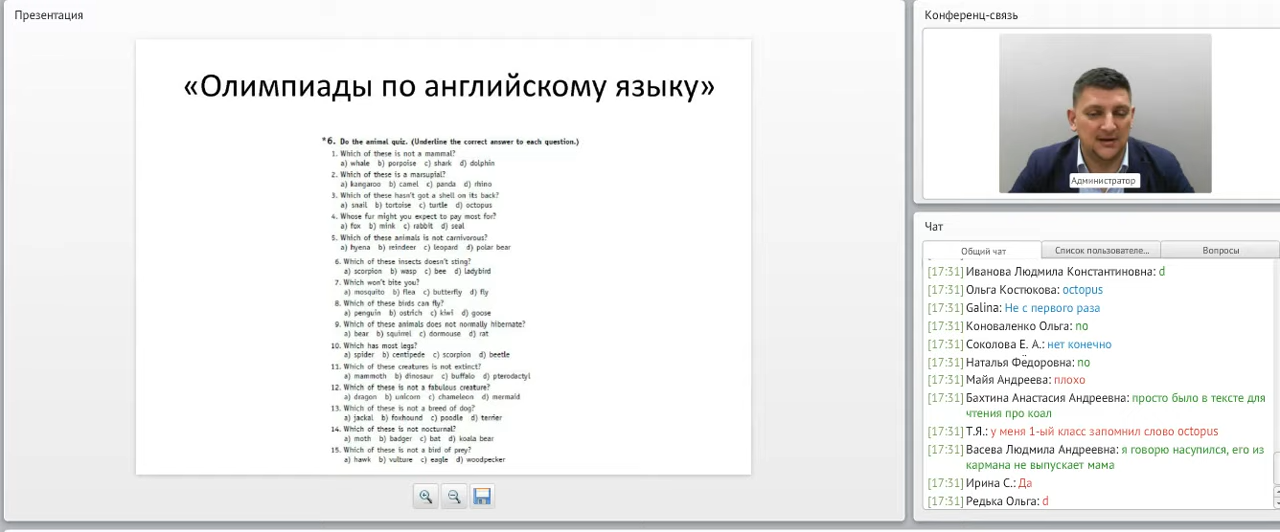 Презентация
«Олимпиады по английскому языку»
*6. Do the animal quiz. (Underline the correct answer to each question.)
1. Which of these is not a mammal?
a) whale b) porpoise c) shark d) dolphin
2. Which of these is a marsupial?
a) kangaroo b) camel c) panda d) rhino
3. Which of these hasn't got a shell on its back?
a) snail b) tortoise c) turtle d) octopus
4. Whose fur might you expect to pay most for?
a) fox b) mink c) rabbit d) seal
5. Which of these animals is not carnivorous?
a) hyena b) reindeer c) leopard d) polar bear
6. Which of these insects doesn't sting?
a) scorpion b) wasp c) bee d) ladybird
7. Which won't bite you?
a) mosquito b) flea c) butterfly d) fly
8. Which of these birds can fly?
a) penguin b) ostrich c) kiwi d) goose
9. Which of these animals does not normally hibernate?
a) bear b) squirrel c) dormouse d) rat
10. Which has most legs?
a) spider b) centipede c) scorpion d) beetle
11. Which of these creatures is not extinct?
a) mammoth b) dinosaur c) buffalo d) pterodactyl
12. Which of these is not a fabulous creature?
a) dragon b) unicorn c) chameleon d) mermaid
13. Which of these is not a breed of dog?
a) jackal b) foxhound c) poodle d) terrier
14. Which of these is not nocturnal?
a) moth b) badger c) bat d) koala bear
15. Which of these is not a bird of prey?
a) hawk b) vulture c) eagle d) woodpecker
Конференц-связь
Администратор
Чат
Общий чат
Список пользователе...
Вопросы
[17:31] Иванова Людмила Константиновна: d
[17:31] Ольга Костюкова: octopus
[17:31] Galina: Не с первого раза
[17:31] Коноваленко Ольга: no
[17:31] Соколова Е. А.: нет конечно
[17:31] Наталья Фёдоровна: no
[17:31] Майя Андреева: плохо
[17:31] Бахтина Анастасия Андреевна: просто было в тексте для
чтения про коал
[17:31] Т.Я.: у меня 1-ый класс запомнил слово octopus
[17:31] Васева Людмила Андреевна: я говорю насупился, его из
кармана не выпускает мама
[17:31] Ирина С.: Да
[17:31] Редька Ольга: d